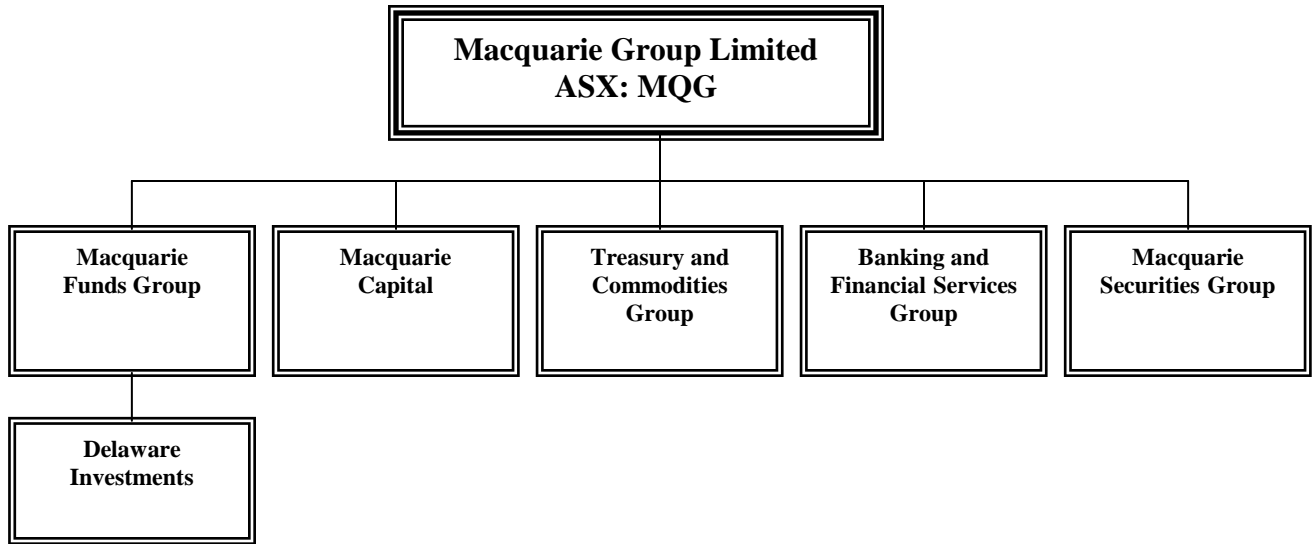 Macquarie Group Limited
ASX: MQG
Macquarie
Funds Group
Macquarie
Capital
Treasury and
Commodities
Group
Banking and
Financial Services
Group
Macquarie
Securities Group
Delaware
Investments